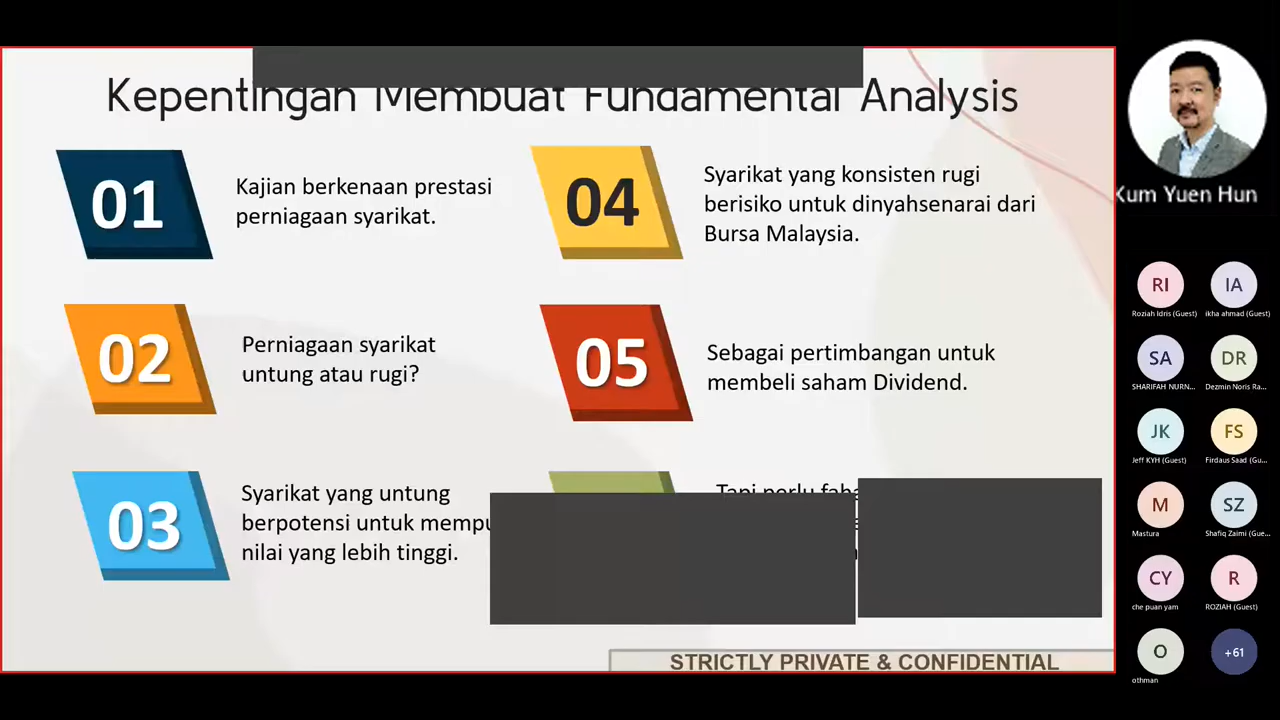 Kepentingan Membuat Fundamental Analysis
01
Kajian berkenaan prestasi
perniagaan syarikat.
02
Perniagaan syarikat
untung atau rugi?
03
Syarikat yang untung
berpotensi untuk mempu
nilai yang lebih tinggi.
04
Syarikat yang konsisten rugi
berisiko untuk dinyahsenarai dari
Bursa Malaysia.
05
Sebagai pertimbangan untuk
membeli saham Dividend.
Tapi perlu
STRICTLY PRIVATE & CONFIDENTIAL
Kum Yuen Hun
RI
Roziah Idris (Guest)
IA
ikha ahmad (Guest)
SA
SHARIFAH NURN...
DR
Dezmin Noris Ra...
JK
Jeff KYH (Guest)
FS
Firdaus Saad (Gu...
M
Mastura
SZ
Shafiq Zaimi (Gue...
CY
che puan yam
R
ROZIAH (Guest)
O
othman
+61